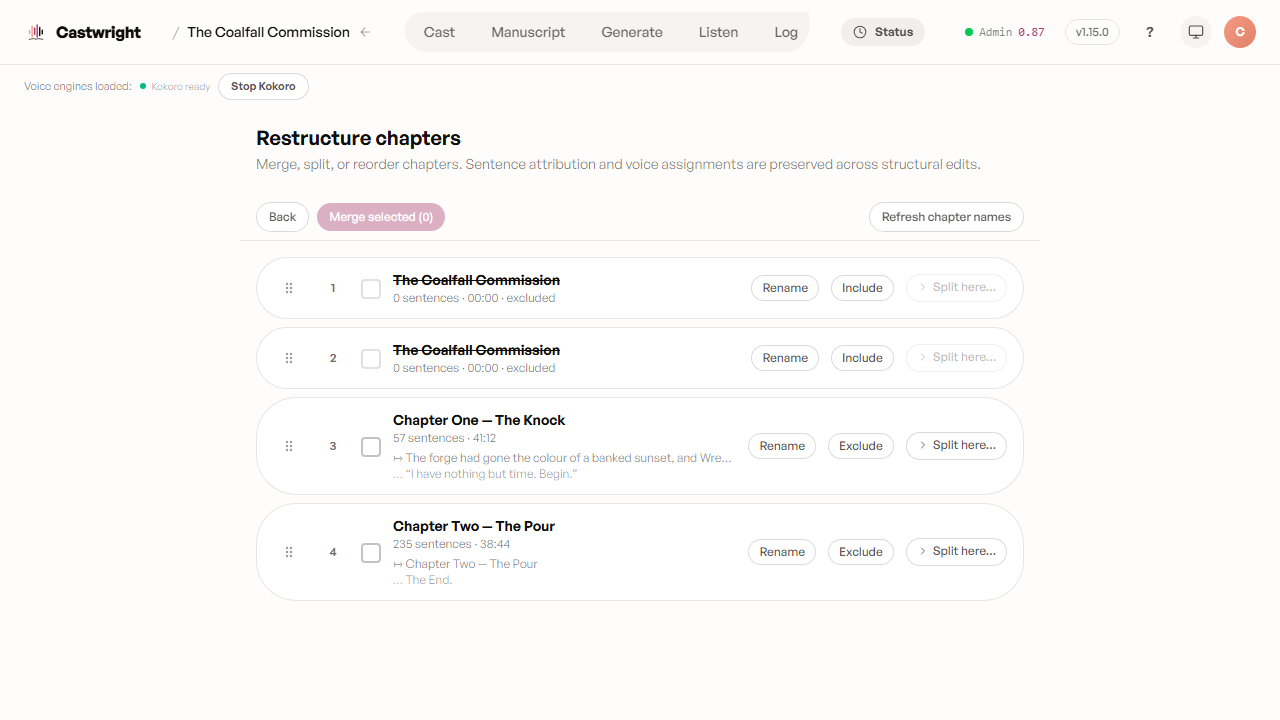 Castwright / The Coalfall Commission ← Cast Manuscript Generate Listen Log Status Admin 0.87 v1.15.0 ? C
Voice engines loaded: Kokoro ready Stop Kokoro
Restructure chapters
Merge, split, or reorder chapters. Sentence attribution and voice assignments are preserved across structural edits.
Back Merge selected (0) Refresh chapter names
1 The Coalfall Commission Rename Include › Split here...
0 sentences · 00:00 · excluded
2 The Coalfall Commission Rename Include › Split here...
0 sentences · 00:00 · excluded
Chapter One — The Knock
57 sentences · 41:12
3 Rename Exclude › Split here...
↦ The forge had gone the colour of a banked sunset, and Wre...
... “I have nothing but time. Begin.”
Chapter Two — The Pour
235 sentences · 38:44
4 Rename Exclude › Split here...
↦ Chapter Two — The Pour
... The End.